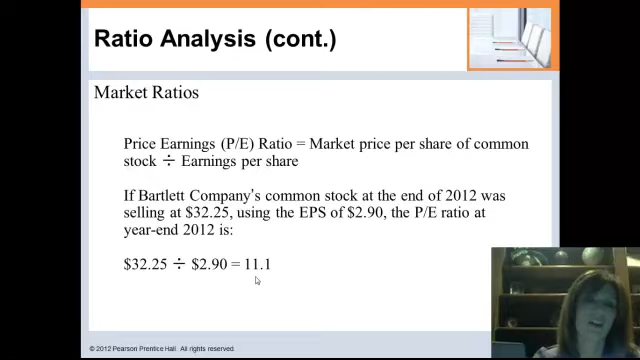 Ratio Analysis (cont.)
Market Ratios
Price Earnings (P/E) Ratio = Market price per share of common
stock ÷ Earnings per share
If Bartlett Company's common stock at the end of 2012 was
selling at $32.25, using the EPS of $2.90, the P/E ratio at
year-end 2012 is:
$32.25 ÷ $2.90 = 11.1
© 2012 Pearson Prentice Hall. All rights reserved.